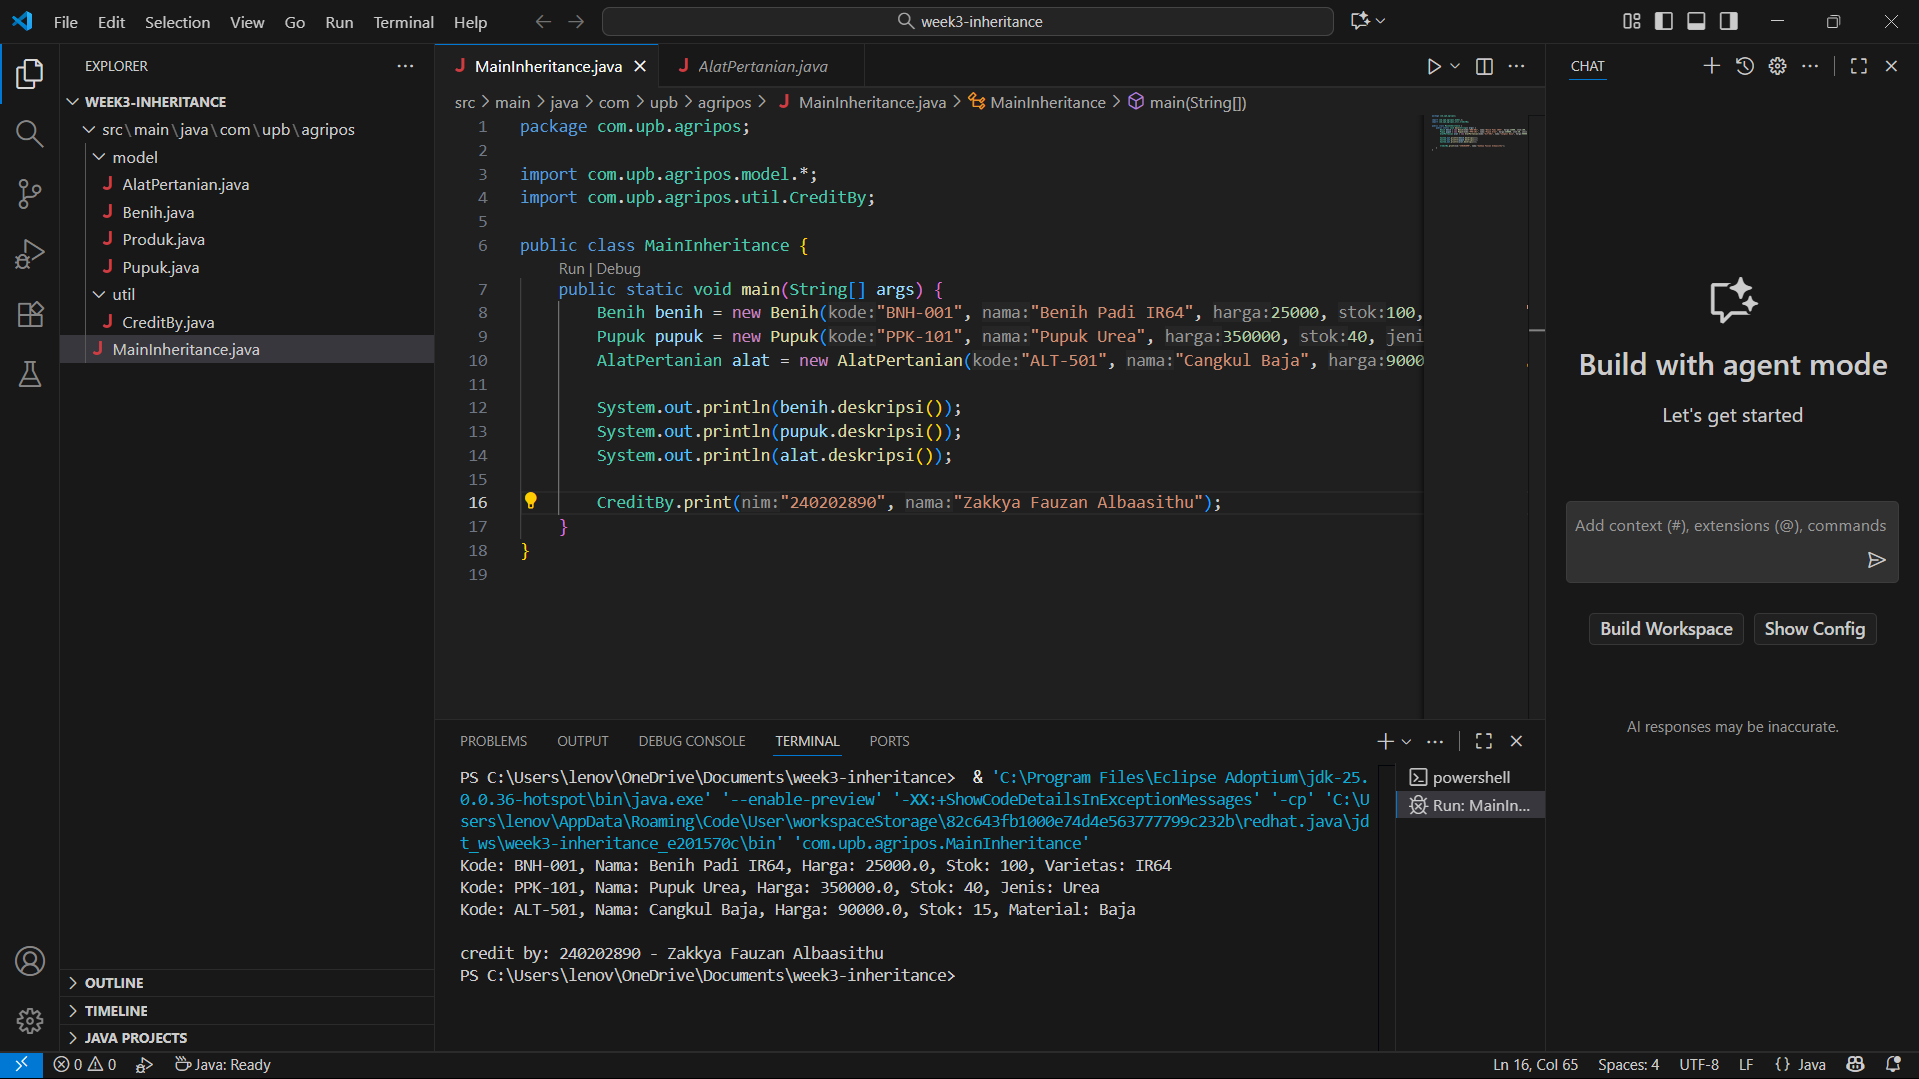 File Edit Selection View Go Run Terminal Help
week3-inheritance
EXPLORER
WEEK3-INHERITANCE
src\main\java\com\upb\agripos
model
J AlatPertanian.java
J Benih.java
J Produk.java
J Pupuk.java
util
J CreditBy.java
J MainInheritance.java
OUTLINE
TIMELINE
JAVA PROJECTS
J MainInheritance.java
J AlatPertanian.java
src > main > java > com > upb > agripos > J MainInheritance.java > MainInheritance > main(String[])
1 package com.upb.agripos;
2
3 import com.upb.agripos.model.*;
4 import com.upb.agripos.util.CreditBy;
5
6 public class MainInheritance {
Run | Debug
7 public static void main(String[] args) {
8 Benih benih = new Benih(kode:"BNH-001", nama:"Benih Padi IR64", harga:25000, stok:100,
9 Pupuk pupuk = new Pupuk(kode:"PPK-101", nama:"Pupuk Urea", harga:350000, stok:40, jeni
10 AlatPertanian alat = new AlatPertanian(kode:"ALT-501", nama:"Cangkul Baja", harga:9000
11
12 System.out.println(benih.deskripsi());
13 System.out.println(pupuk.deskripsi());
14 System.out.println(alat.deskripsi());
15
16 CreditBy.print(nim:"240202890", nama:"Zakkya Fauzan Albaasithu");
17 }
18 }
19
PROBLEMS OUTPUT DEBUG CONSOLE TERMINAL PORTS
PS C:\Users\lenov\OneDrive\Documents\week3-inheritance> & 'C:\Program Files\Eclipse Adoptium\jdk-25.
0.0.36-hotspot\bin\java.exe' '--enable-preview' '-XX:+ShowCodeDetailsInExceptionMessages' '-cp' 'C:\U
sers\lenov\AppData\Roaming\Code\User\workspaceStorage\82c643fb1000e74d4e563777799c232b\redhat.java\jd
t_ws\week3-inheritance_e201570c\bin' 'com.upb.agripos.MainInheritance'
Kode: BNH-001, Nama: Benih Padi IR64, Harga: 25000.0, Stok: 100, Varietas: IR64
Kode: PPK-101, Nama: Pupuk Urea, Harga: 350000.0, Stok: 40, Jenis: Urea
Kode: ALT-501, Nama: Cangkul Baja, Harga: 90000.0, Stok: 15, Material: Baja

credit by: 240202890 - Zakkya Fauzan Albaasithu
PS C:\Users\lenov\OneDrive\Documents\week3-inheritance>
powershell
Run: MainIn...
CHAT
Build with agent mode
Let's get started
Add context (#), extensions (@), commands
Build Workspace
Show Config
AI responses may be inaccurate.
0 0
Java: Ready
Ln 16, Col 65 Spaces: 4 UTF-8 LF {} Java